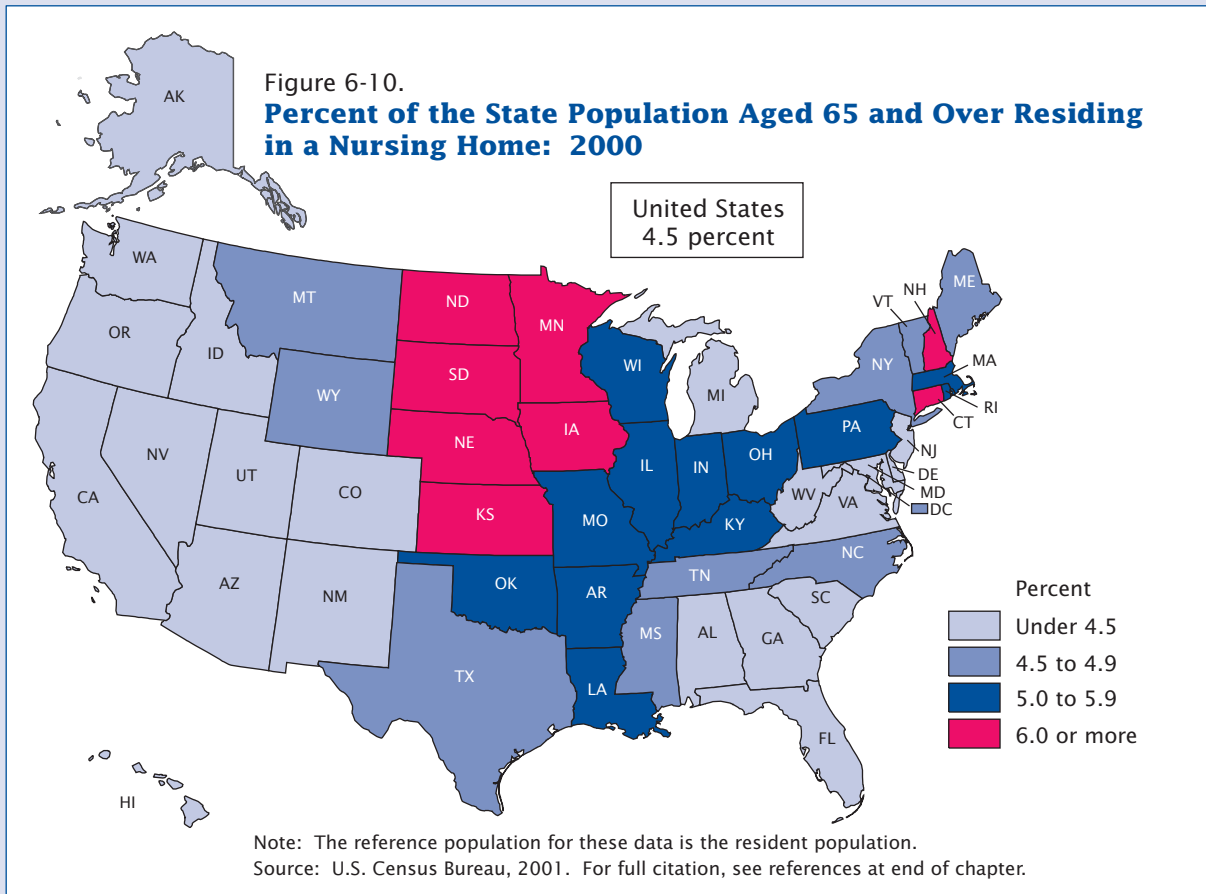 Figure 6-10.
Percent of the State Population Aged 65 and Over Residing
in a Nursing Home: 2000
United States
4.5 percent
AK
WA
OR
ID
MT
WY
ND
SD
NE
KS
MN
IA
WI
MI
NV
UT
CO
CA
AZ
NM
TX
OK
MO
AR
LA
IL
IN
OH
KY
TN
MS
AL
GA
FL
SC
NC
VA
WV
PA
NY
VT
NH
ME
MA
RI
CT
NJ
DE
MD
DC
HI
Percent
Under 4.5
4.5 to 4.9
5.0 to 5.9
6.0 or more
Note: The reference population for these data is the resident population.
Source: U.S. Census Bureau, 2001. For full citation, see references at end of chapter.